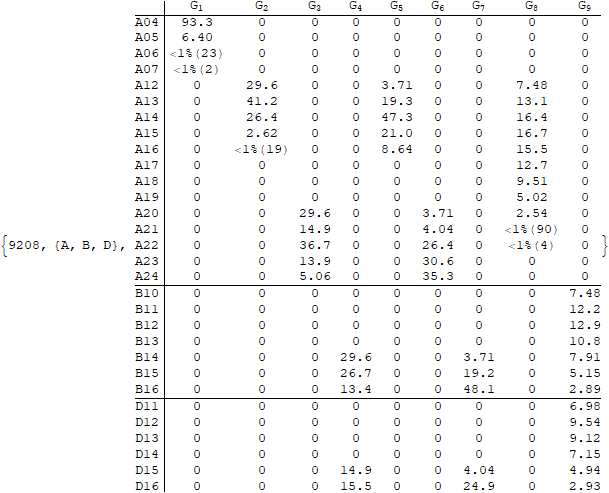 G1 G2 G3 G4 G5 G6 G7 G8 G9
A04 93.3 0 0 0 0 0 0 0 0
A05 6.40 0 0 0 0 0 0 0 0
A06 <1%(23) 0 0 0 0 0 0 0 0
A07 <1%(2) 0 0 0 0 0 0 0 0
A12 0 29.6 0 0 3.71 0 0 7.48 0
A13 0 41.2 0 0 19.3 0 0 13.1 0
A14 0 26.4 0 0 47.3 0 0 16.4 0
A15 0 2.62 0 0 21.0 0 0 16.7 0
A16 0 <1%(19) 0 0 8.64 0 0 15.5 0
A17 0 0 0 0 0 0 0 12.7 0
A18 0 0 0 0 0 0 0 9.51 0
A19 0 0 0 0 0 0 0 5.02 0
A20 0 0 29.6 0 0 3.71 0 2.54 0
A21 0 0 14.9 0 0 4.04 0 <1%(90) 0
{9208, {A, B, D}, A22 0 0 36.7 0 0 26.4 0 <1%(4) 0 }
A23 0 0 13.9 0 0 30.6 0 0 0
A24 0 0 5.06 0 0 35.3 0 0 0
B10 0 0 0 0 0 0 0 0 7.48
B11 0 0 0 0 0 0 0 0 12.2
B12 0 0 0 0 0 0 0 0 12.9
B13 0 0 0 0 0 0 0 0 10.8
B14 0 0 0 29.6 0 0 3.71 0 7.91
B15 0 0 0 26.7 0 0 19.2 0 5.15
B16 0 0 0 13.4 0 0 48.1 0 2.89
D11 0 0 0 0 0 0 0 0 6.98
D12 0 0 0 0 0 0 0 0 9.54
D13 0 0 0 0 0 0 0 0 9.12
D14 0 0 0 0 0 0 0 0 7.15
D15 0 0 0 14.9 0 0 4.04 0 4.94
D16 0 0 0 15.5 0 0 24.9 0 2.93